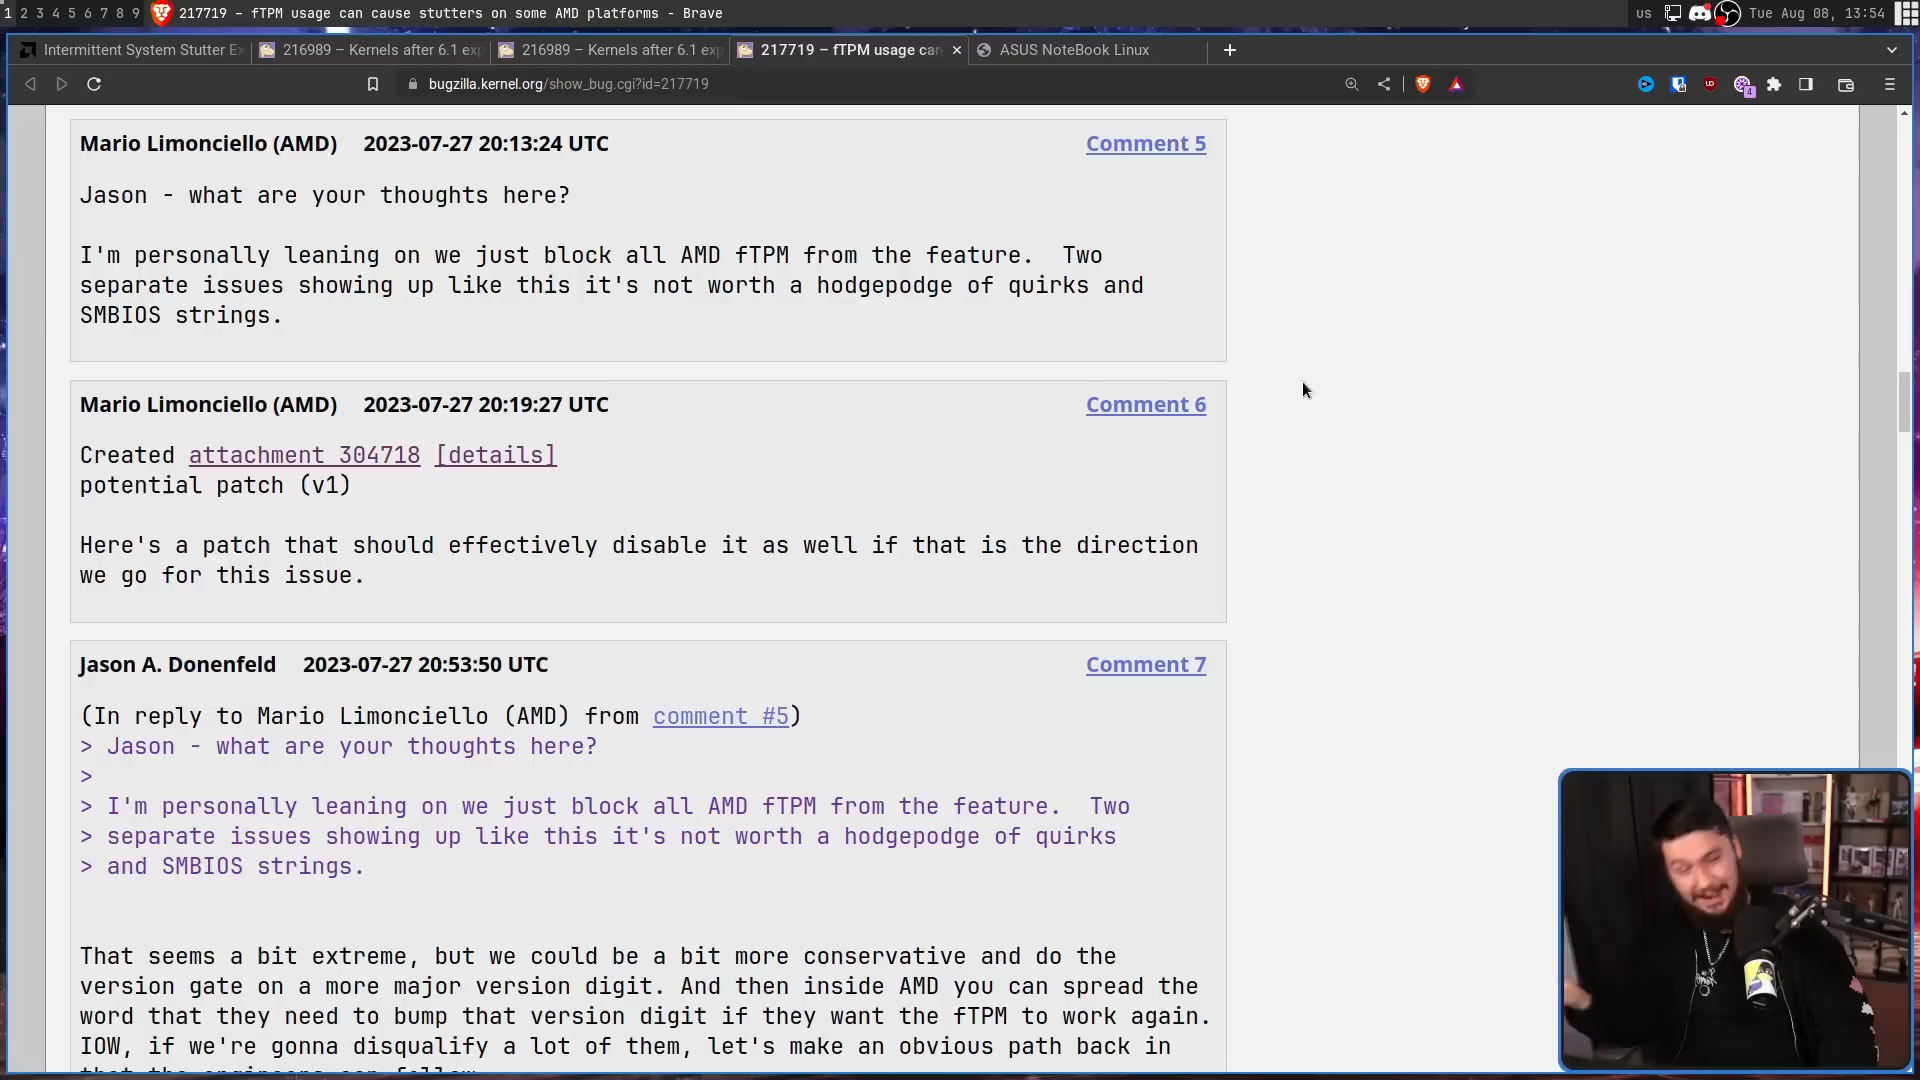 1 2 3 4 5 6 7 8 9 217719 – fTPM usage can cause stutters on some AMD platforms - Brave us Tue Aug 08, 13:54
Intermittent System Stutter Ex 216989 – Kernels after 6.1 exp 216989 – Kernels after 6.1 exp 217719 – fTPM usage can ASUS NoteBook Linux
bugzilla.kernel.org/show_bug.cgi?id=217719
4
Mario Limonciello (AMD) 2023-07-27 20:13:24 UTC Comment 5
Jason - what are your thoughts here?
I'm personally leaning on we just block all AMD fTPM from the feature. Two
separate issues showing up like this it's not worth a hodgepodge of quirks and
SMBIOS strings.
Mario Limonciello (AMD) 2023-07-27 20:19:27 UTC Comment 6
Created attachment 304718 [details]
potential patch (v1)
Here's a patch that should effectively disable it as well if that is the direction
we go for this issue.
Jason A. Donenfeld 2023-07-27 20:53:50 UTC Comment 7
(In reply to Mario Limonciello (AMD) from comment #5)
> Jason - what are your thoughts here?
>
> I'm personally leaning on we just block all AMD fTPM from the feature. Two
> separate issues showing up like this it's not worth a hodgepodge of quirks
> and SMBIOS strings.
That seems a bit extreme, but we could be a bit more conservative and do the
version gate on a more major version digit. And then inside AMD you can spread the
word that they need to bump that version digit if they want the fTPM to work again.
IOW, if we're gonna disqualify a lot of them, let's make an obvious path back in
that the engineers can follow.